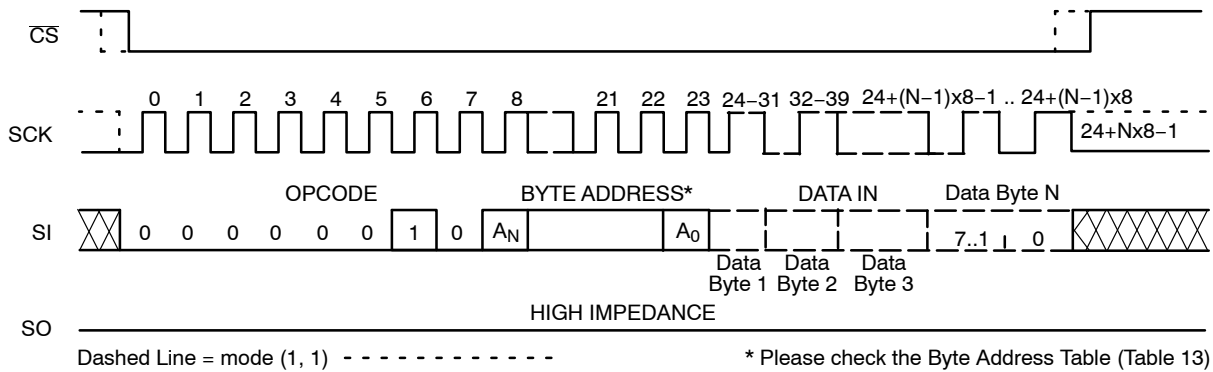 CS
0 1 2 3 4 5 6 7 8 21 22 23 24–31 32–39 24+(N–1)x8–1 .. 24+(N–1)x8
SCK
24+Nx8–1
OPCODE BYTE ADDRESS* DATA IN Data Byte N
SI 0 0 0 0 0 0 1 0 AN A0 7..1 0
Data Byte 1
Data Byte 2
Data Byte 3
HIGH IMPEDANCE
SO
Dashed Line = mode (1, 1) - - - - - - - - - - - - * Please check the Byte Address Table (Table 13)